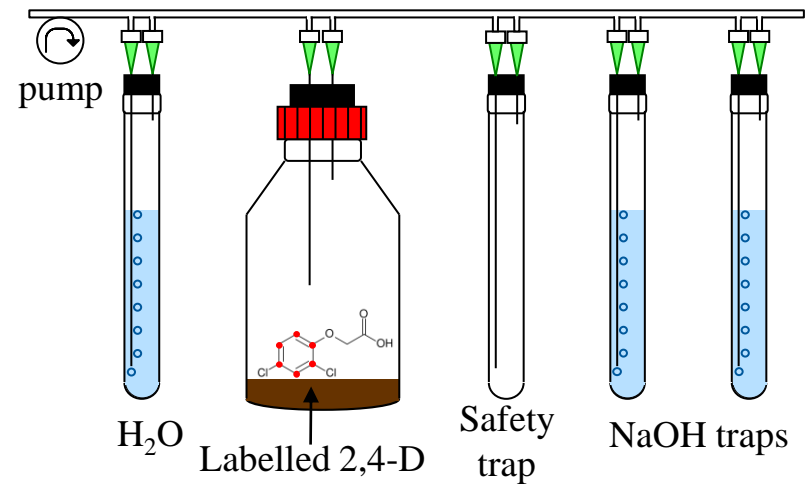 pump
O
O
OH
Cl
Cl
H₂O
Labelled 2,4-D
Safety
trap
NaOH traps